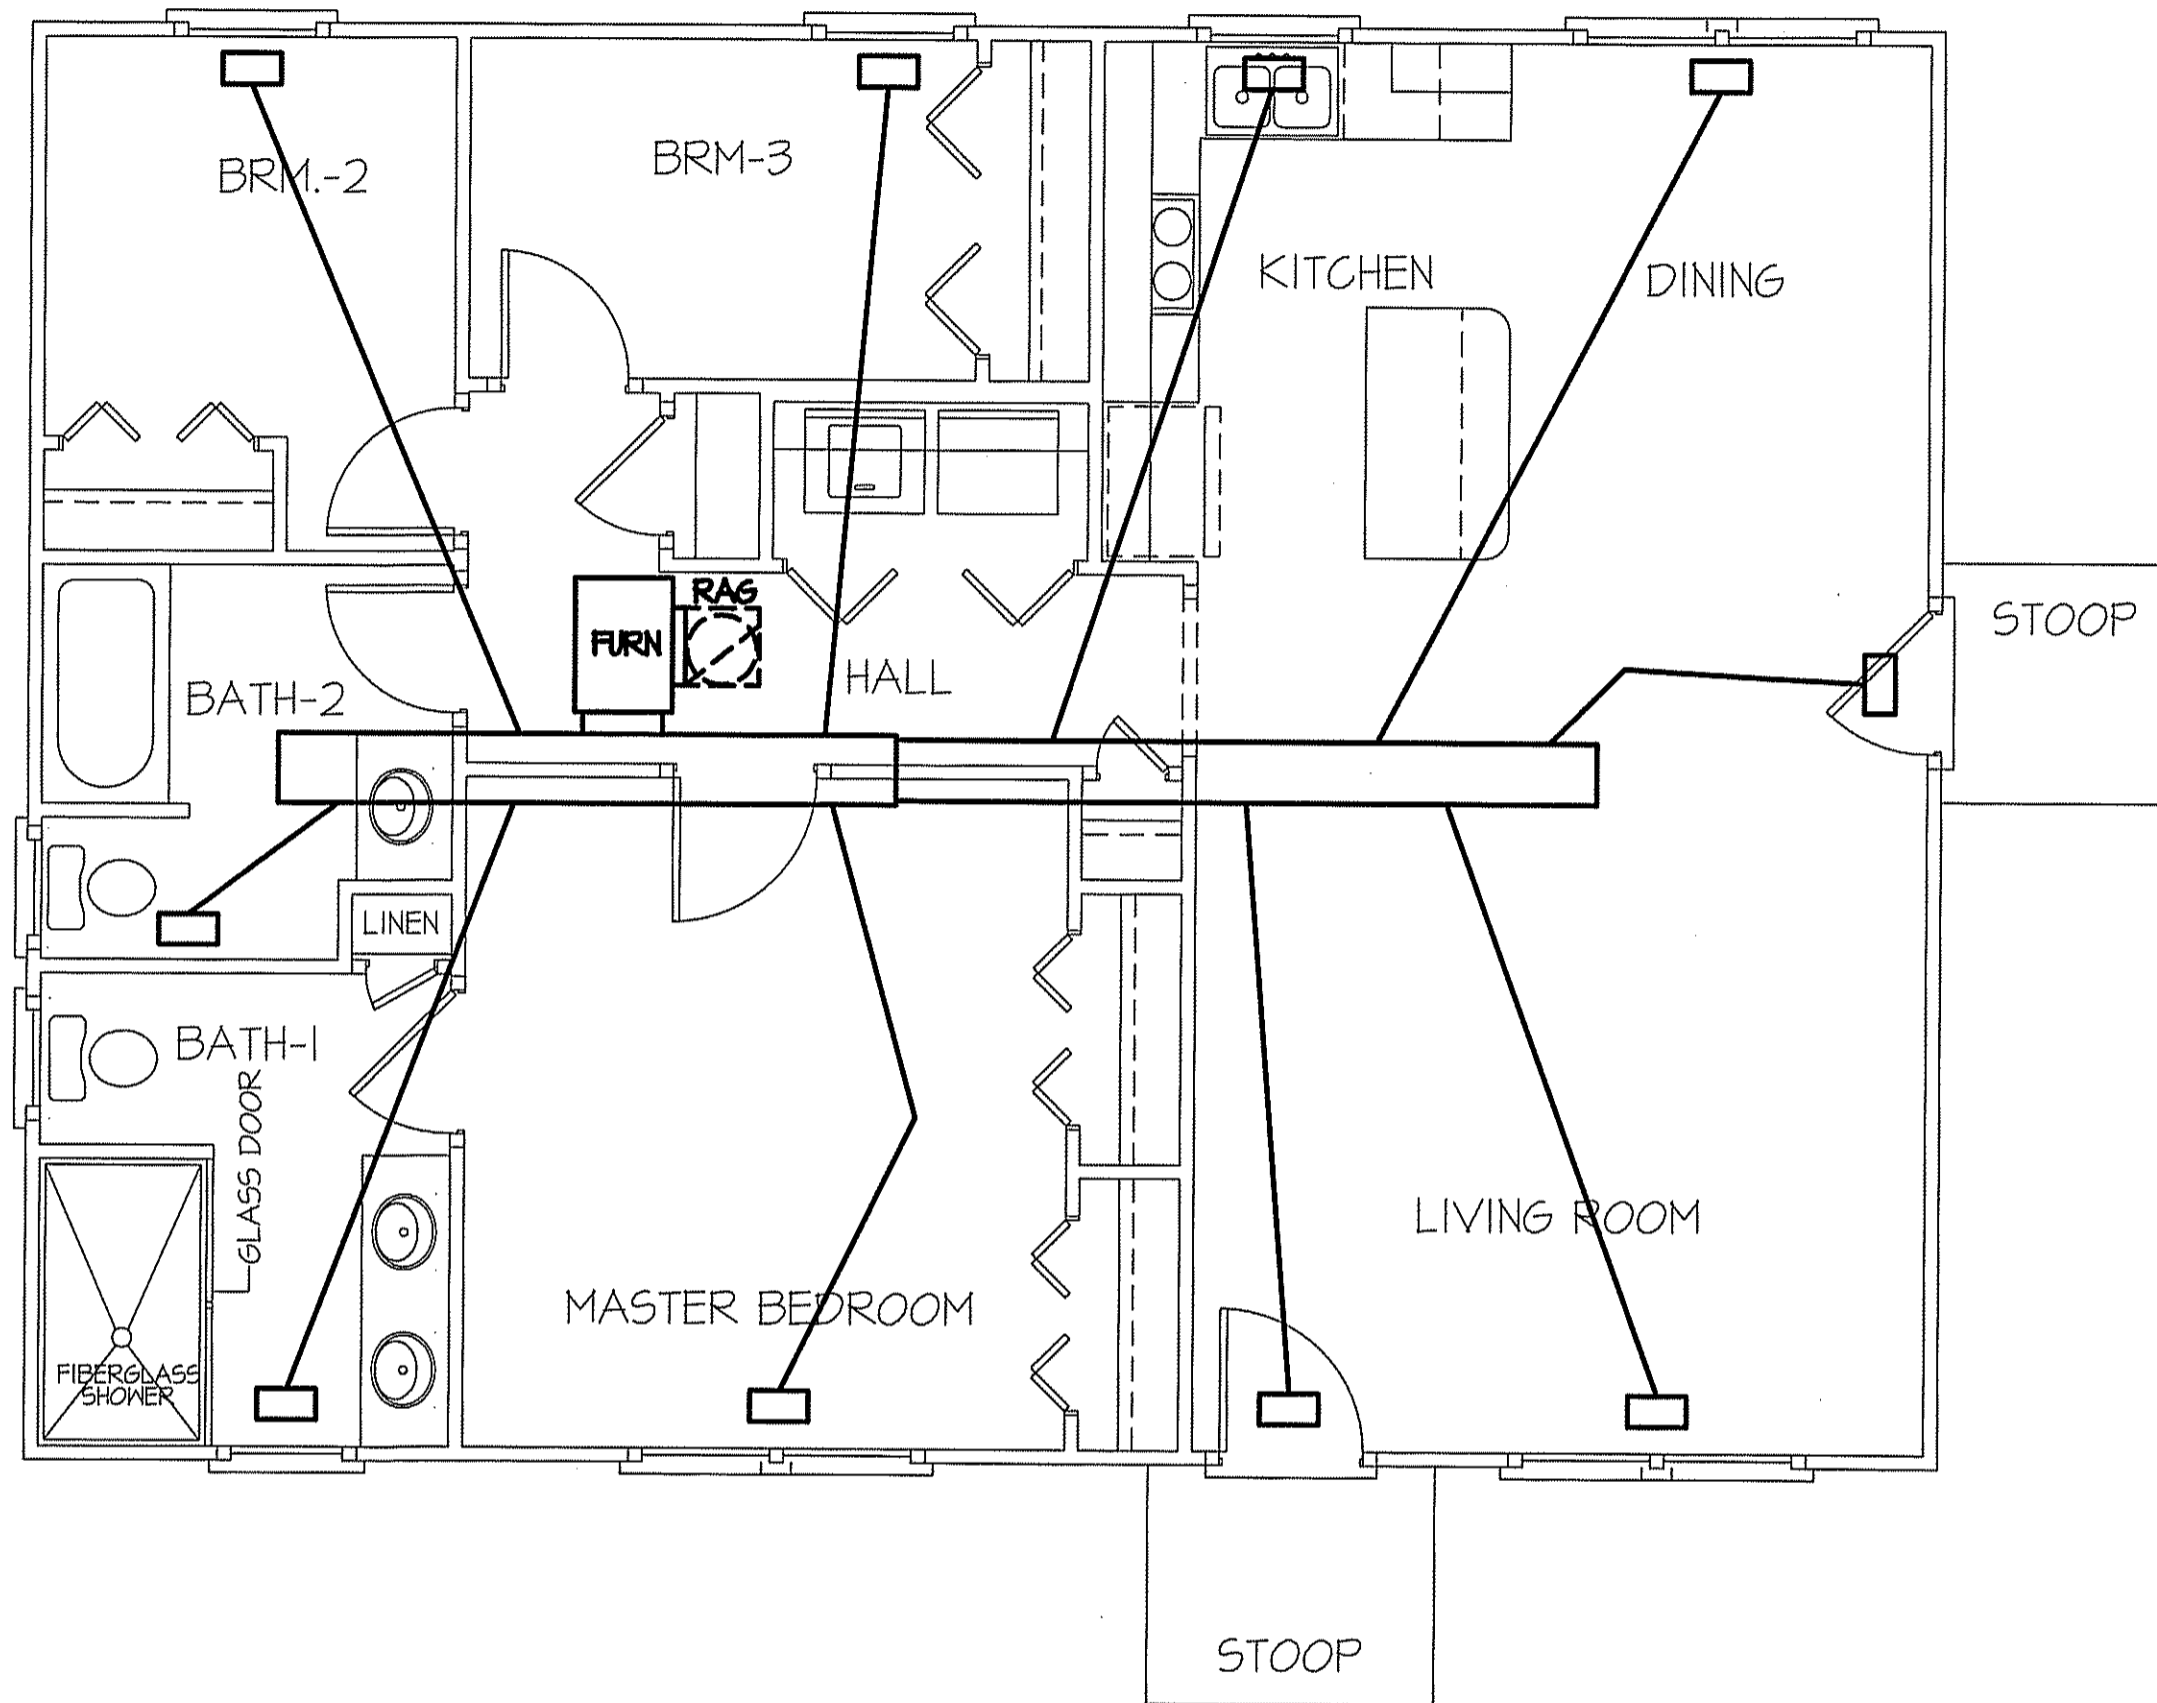 BRM.-2
BRM-3
KITCHEN
DINING
RAG
FURN
STOOP
HALL
BATH-2
LINEN
BATH-1
GLASS DOOR
LIVING ROOM
MASTER BEDROOM
FIBERGLASS
SHOWER
STOOP